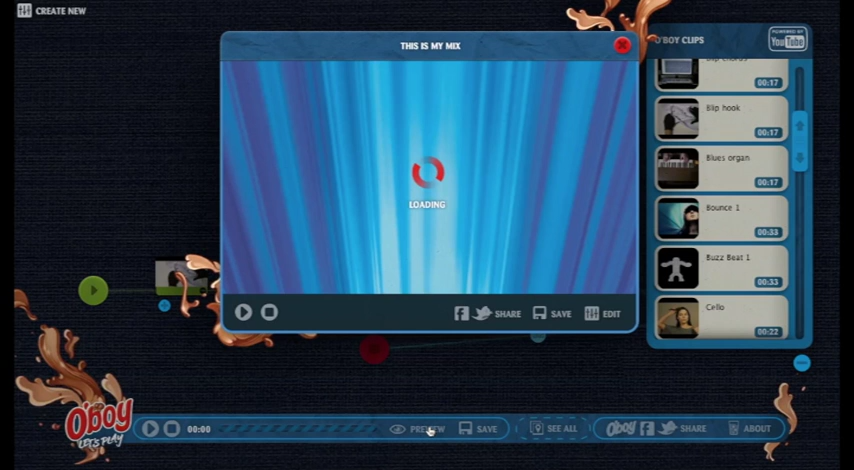 CREATE NEW
THIS IS MY MIX
O'BOY CLIPS
POWERED BY
YouTube
00:17
Blip hook
00:17
Blues organ
00:17
Bounce 1
00:33
Buzz Beat 1
00:33
Cello
00:22
LOADING
SHARE
SAVE
EDIT
O'boy
LET'S PLAY
00:00
PREVIEW
SAVE
SEE ALL
O'boy
SHARE
ABOUT